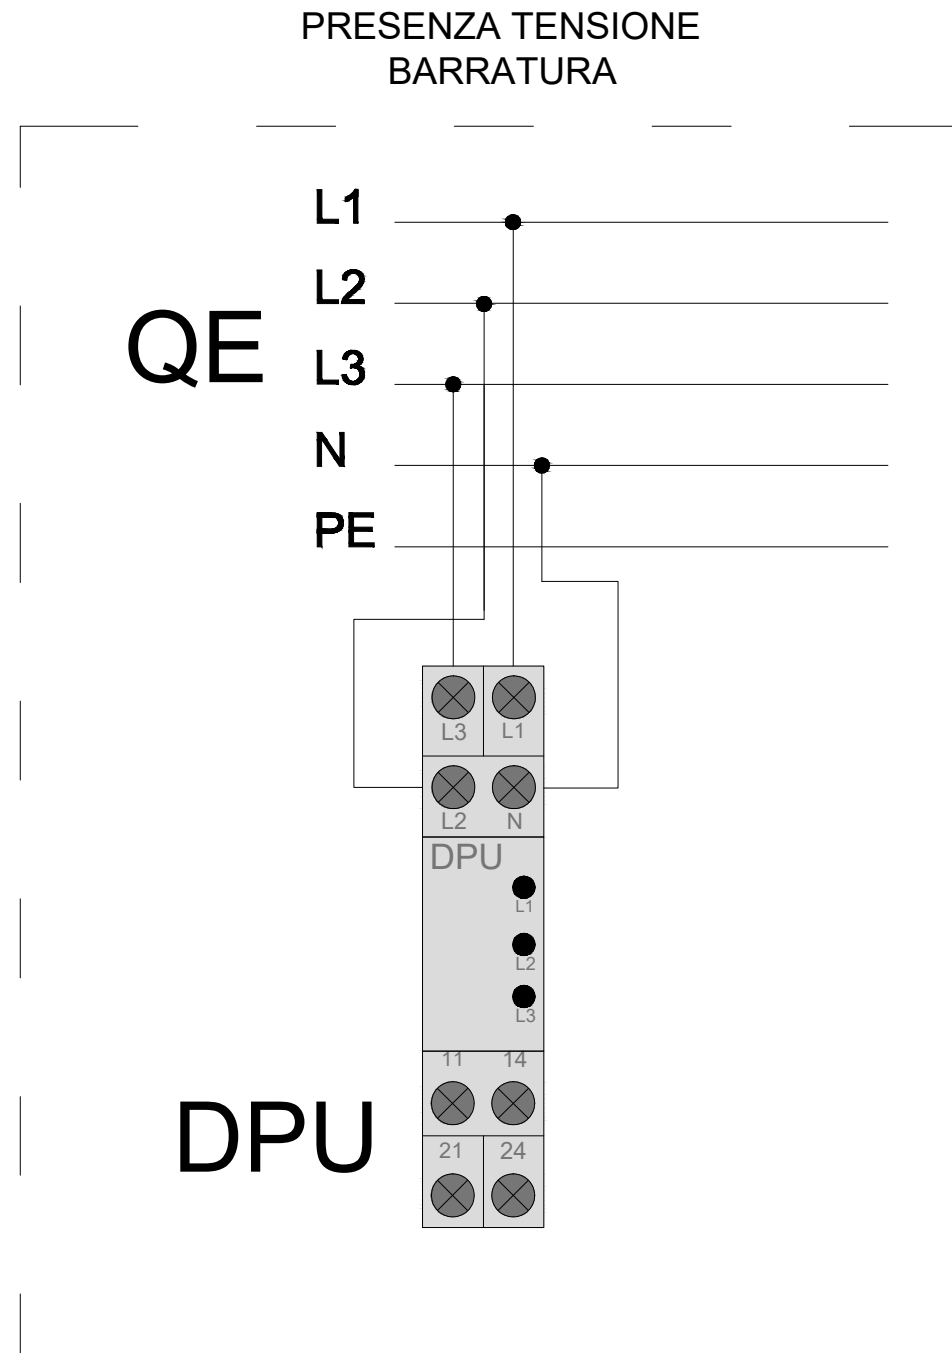 PRESENZA TENSIONE
BARRATURA
L1
L2
QE
L3
N
PE
L3 L1
L2 N
DPU
L1
L2
L3
11 14
DPU
21 24